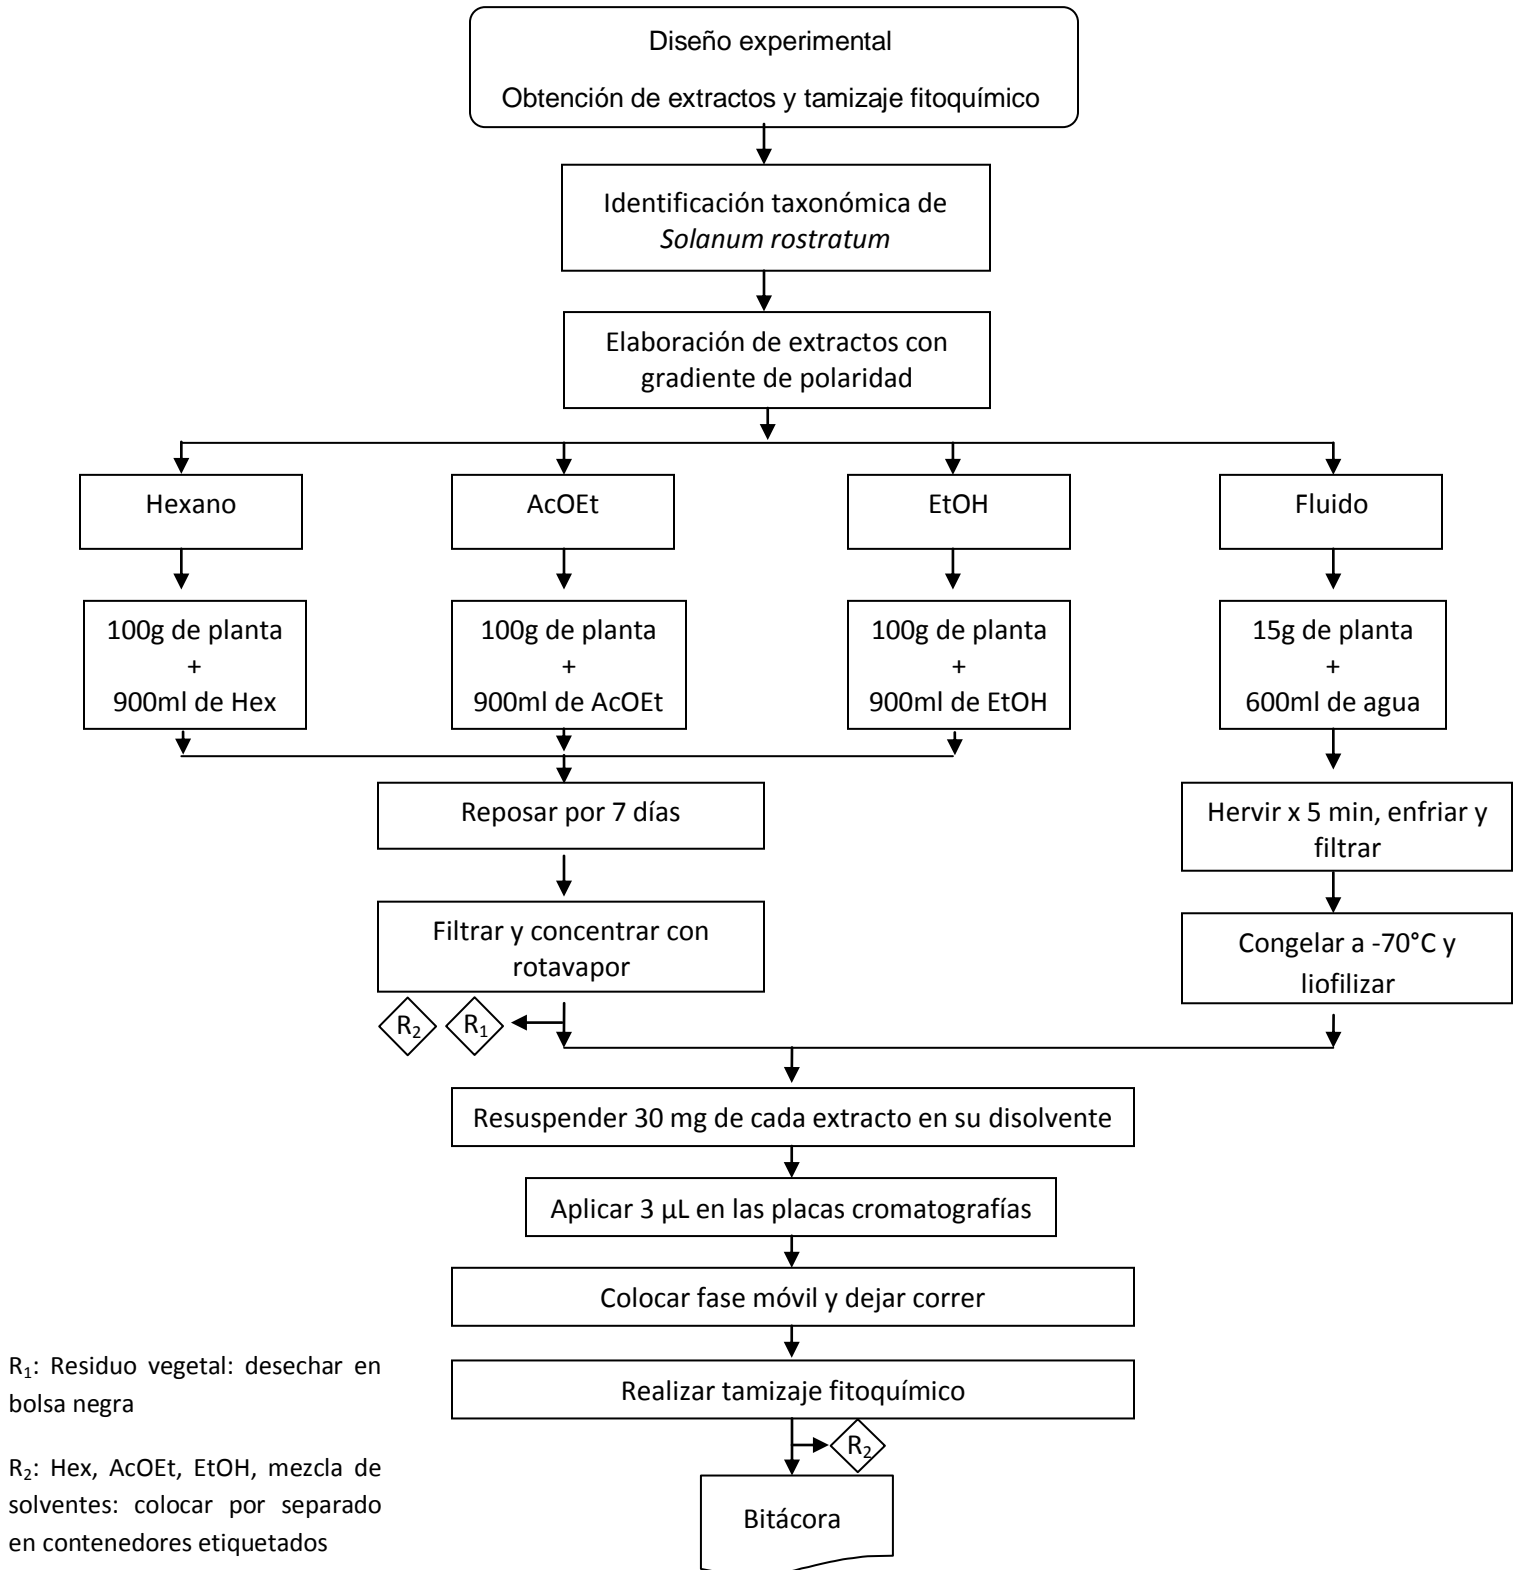 Diseño experimental
Obtención de extractos y tamizaje fitoquímico
Identificación taxonómica de
Solanum rostratum
Elaboración de extractos con
gradiente de polaridad
Hexano
AcOEt
EtOH
Fluido
100g de planta
+
900ml de Hex
100g de planta
+
900ml de AcOEt
100g de planta
+
900ml de EtOH
15g de planta
+
600ml de agua
Reposar por 7 días
Hervir x 5 min, enfriar y
filtrar
Filtrar y concentrar con
rotavapor
Congelar a -70°C y
liofilizar
R₂
R₁
Resuspender 30 mg de cada extracto en su disolvente
Aplicar 3 µL en las placas cromatografías
Colocar fase móvil y dejar correr
Realizar tamizaje fitoquímico
R₂
Bitácora
R₁: Residuo vegetal: desechar en
bolsa negra
R₂: Hex, AcOEt, EtOH, mezcla de
solventes: colocar por separado
en contenedores etiquetados